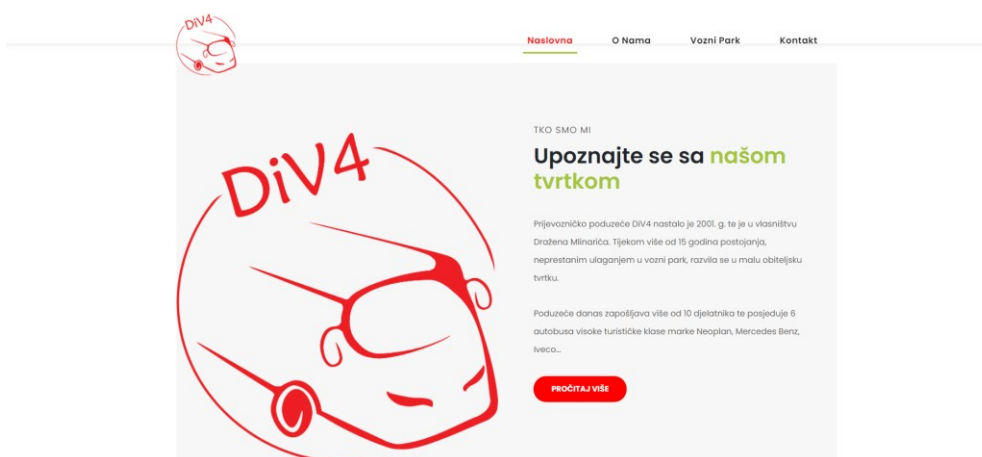 DiV4
Naslovna O Nama Vozni Park Kontakt
DiV4
TKO SMO MI
Upoznajte se sa našom
tvrtkom
Prijevozničko poduzeće DiV4 nastalo je 2001. g. te je u vlasništvu
Dražena Mlinarića. Tijekom više od 15 godina postojanja,
neprestanim ulaganjem u vozni park, razvila se u malu obiteljsku
tvrtku.
Poduzeće danas zapošljava više od 10 djelatnika te posjeduje 6
autobusa visoke turističke klase marke Neoplan, Mercedes Benz,
Iveco...
PROČITAJ VIŠE